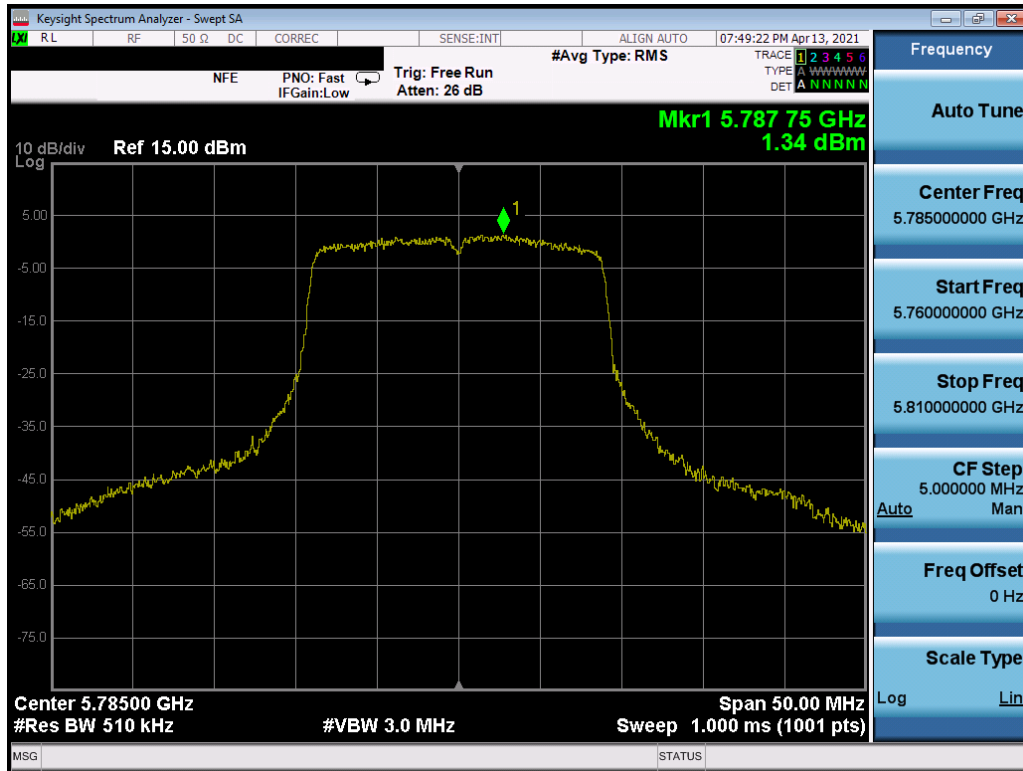 Keysight Spectrum Analyzer - Swept SA
LXI RL RF 50 Ω DC CORREC SENSE:INT ALIGN AUTO 07:49:22 PM Apr 13, 2021
#Avg Type: RMS TRACE 1 2 3 4 5 6
NFE PNO: Fast Trig: Free Run TYPE A WWWWW
IFGain:Low Atten: 26 dB DET A N N N N N
Frequency
Mkr1 5.787 75 GHz
1.34 dBm
10 dB/div Ref 15.00 dBm
Log
1
5.00
-5.00
-15.0
-25.0
-35.0
-45.0
-55.0
-65.0
-75.0
Center 5.78500 GHz Span 50.00 MHz
#Res BW 510 kHz #VBW 3.0 MHz Sweep 1.000 ms (1001 pts)
Auto Tune
Center Freq
5.785000000 GHz
Start Freq
5.760000000 GHz
Stop Freq
5.810000000 GHz
CF Step
5.000000 MHz
Auto Man
Freq Offset
0 Hz
Scale Type
Log Lin
MSG STATUS